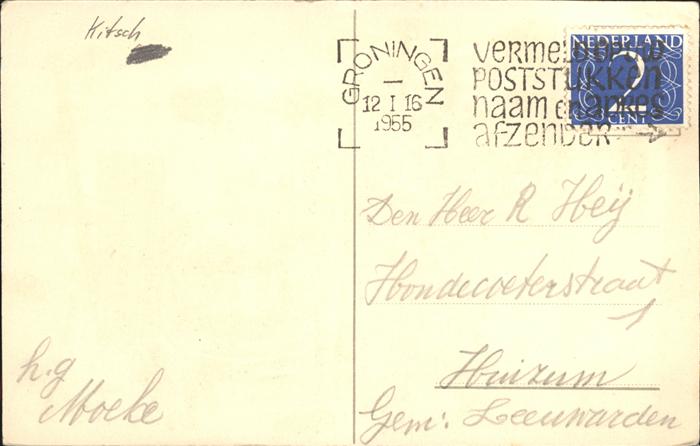 Kitsch
GRONINGEN
12 I 16
1955
vermeld op uw
poststukken
naam en adres
afzender
NEDERLAND
2
CENT
Den Heer R Heij
Hondecoeterstraat
1
Huizum
Gem: Leeuwarden
h.g
Moeke